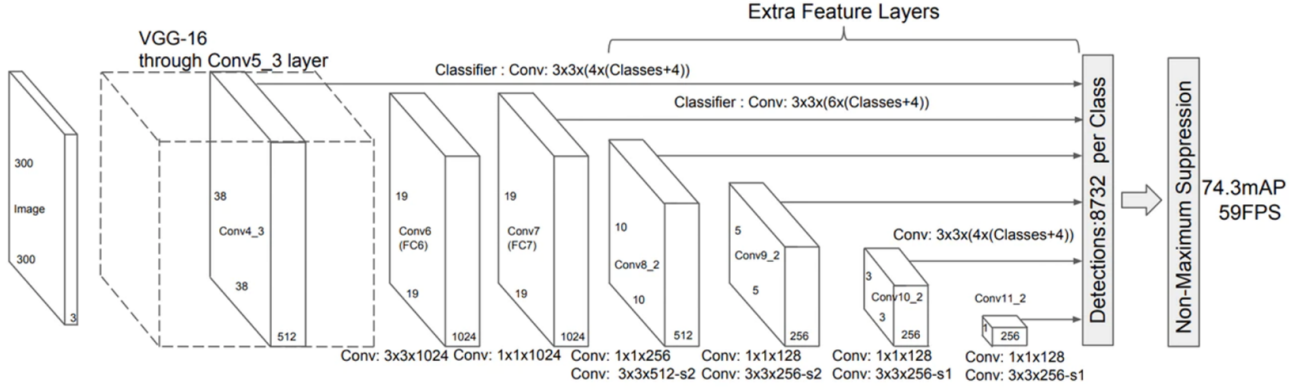 Extra Feature Layers
VGG-16
through Conv5_3 layer
Classifier : Conv: 3x3x(4x(Classes+4))
Classifier : Conv: 3x3x(6x(Classes+4))
300
Image
300
3
38
Conv4_3
38
512
19
Conv6
(FC6)
19
1024
19
Conv7
(FC7)
19
1024
10
Conv8_2
10
512
5
Conv9_2
5
256
Conv: 3x3x(4x(Classes+4))
3
Conv10_2
3
256
Conv11_2
1
256
Detections:8732 per Class
Non-Maximum Suppression
74.3mAP
59FPS
Conv: 3x3x1024
Conv: 1x1x1024
Conv: 1x1x256
Conv: 3x3x512-s2
Conv: 1x1x128
Conv: 3x3x256-s2
Conv: 1x1x128
Conv: 3x3x256-s1
Conv: 1x1x128
Conv: 3x3x256-s1